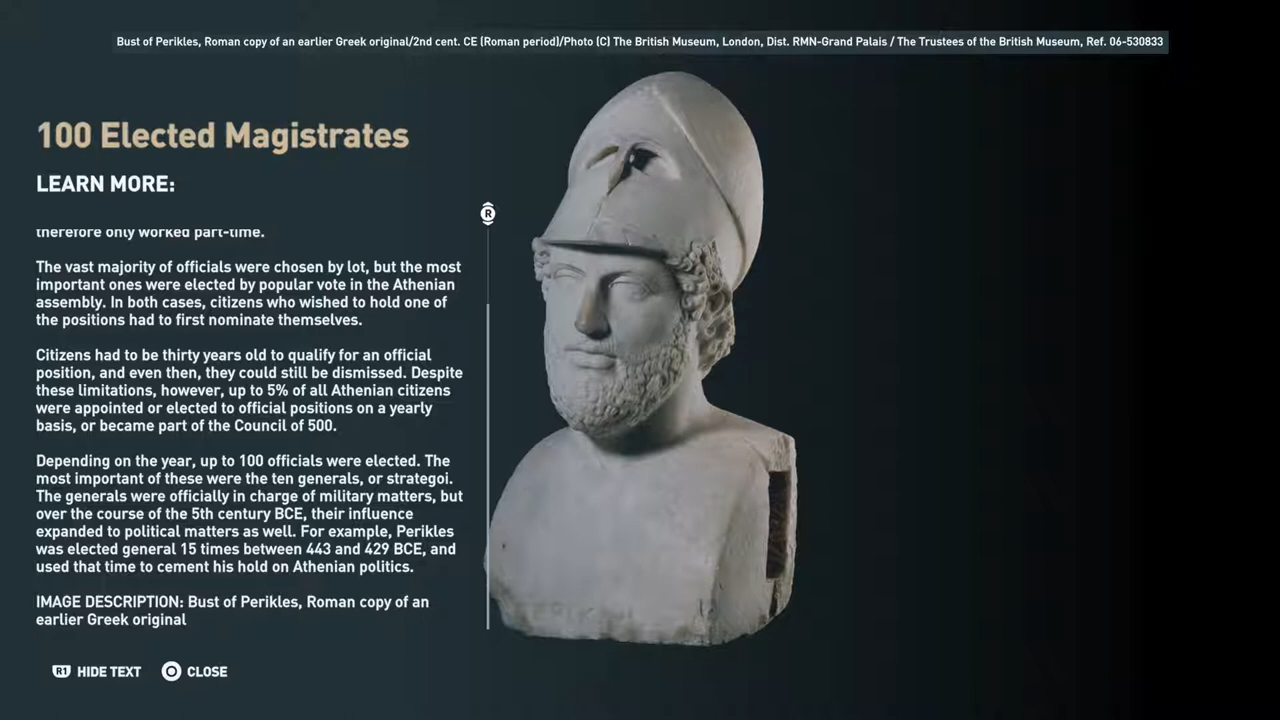 Bust of Perikles, Roman copy of an earlier Greek original/2nd cent. CE (Roman period)/Photo (C) The British Museum, London, Dist. RMN-Grand Palais / The Trustees of the British Museum, Ref. 06-530833
100 Elected Magistrates
LEARN MORE:
therefore only worked part-time.
The vast majority of officials were chosen by lot, but the most
important ones were elected by popular vote in the Athenian
assembly. In both cases, citizens who wished to hold one of
the positions had to first nominate themselves.
Citizens had to be thirty years old to qualify for an official
position, and even then, they could still be dismissed. Despite
these limitations, however, up to 5% of all Athenian citizens
were appointed or elected to official positions on a yearly
basis, or became part of the Council of 500.
Depending on the year, up to 100 officials were elected. The
most important of these were the ten generals, or strategoi.
The generals were officially in charge of military matters, but
over the course of the 5th century BCE, their influence
expanded to political matters as well. For example, Perikles
was elected general 15 times between 443 and 429 BCE, and
used that time to cement his hold on Athenian politics.
IMAGE DESCRIPTION: Bust of Perikles, Roman copy of an
earlier Greek original
R
R1 HIDE TEXT
CLOSE